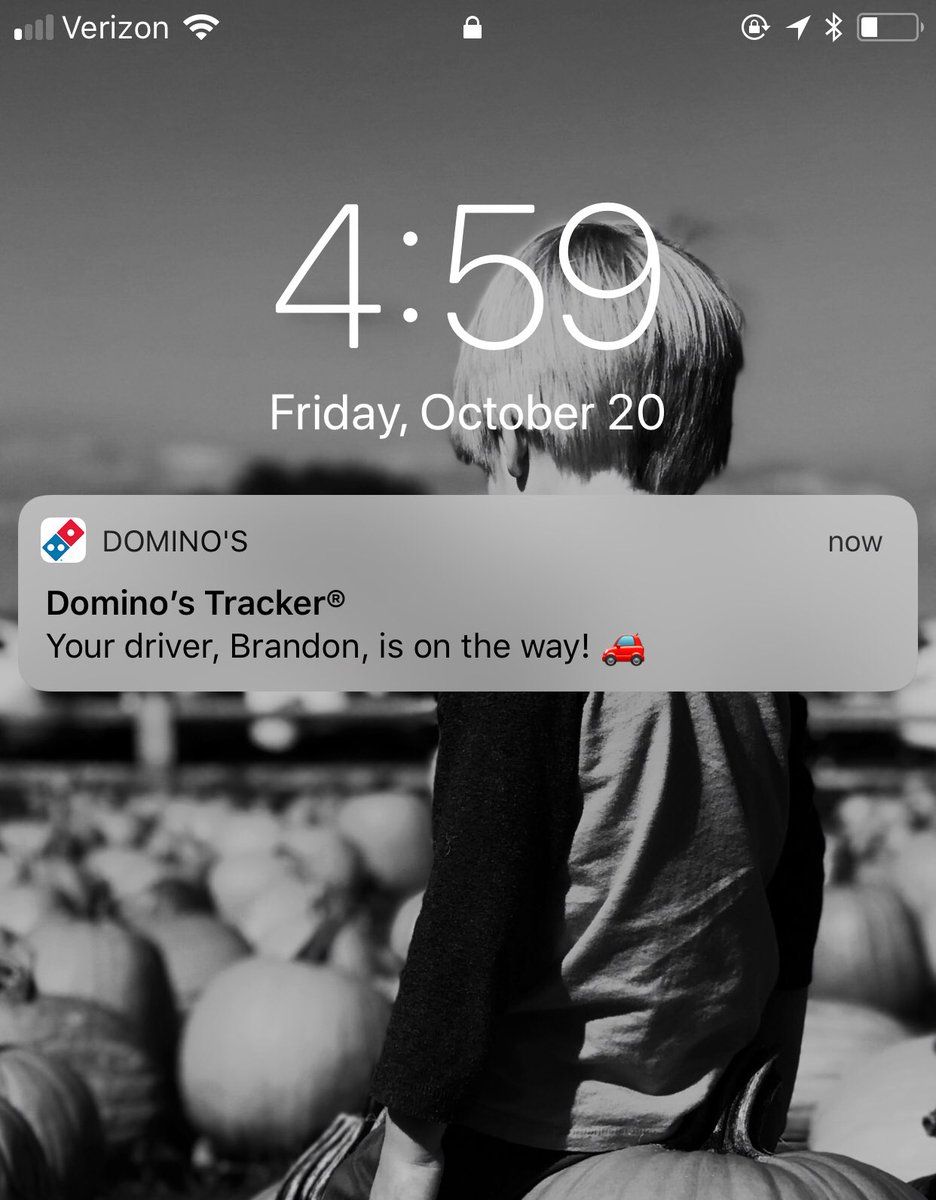 Verizon
4:59
Friday, October 20
DOMINO'S now
Domino’s Tracker®
Your driver, Brandon, is on the way! 🚗